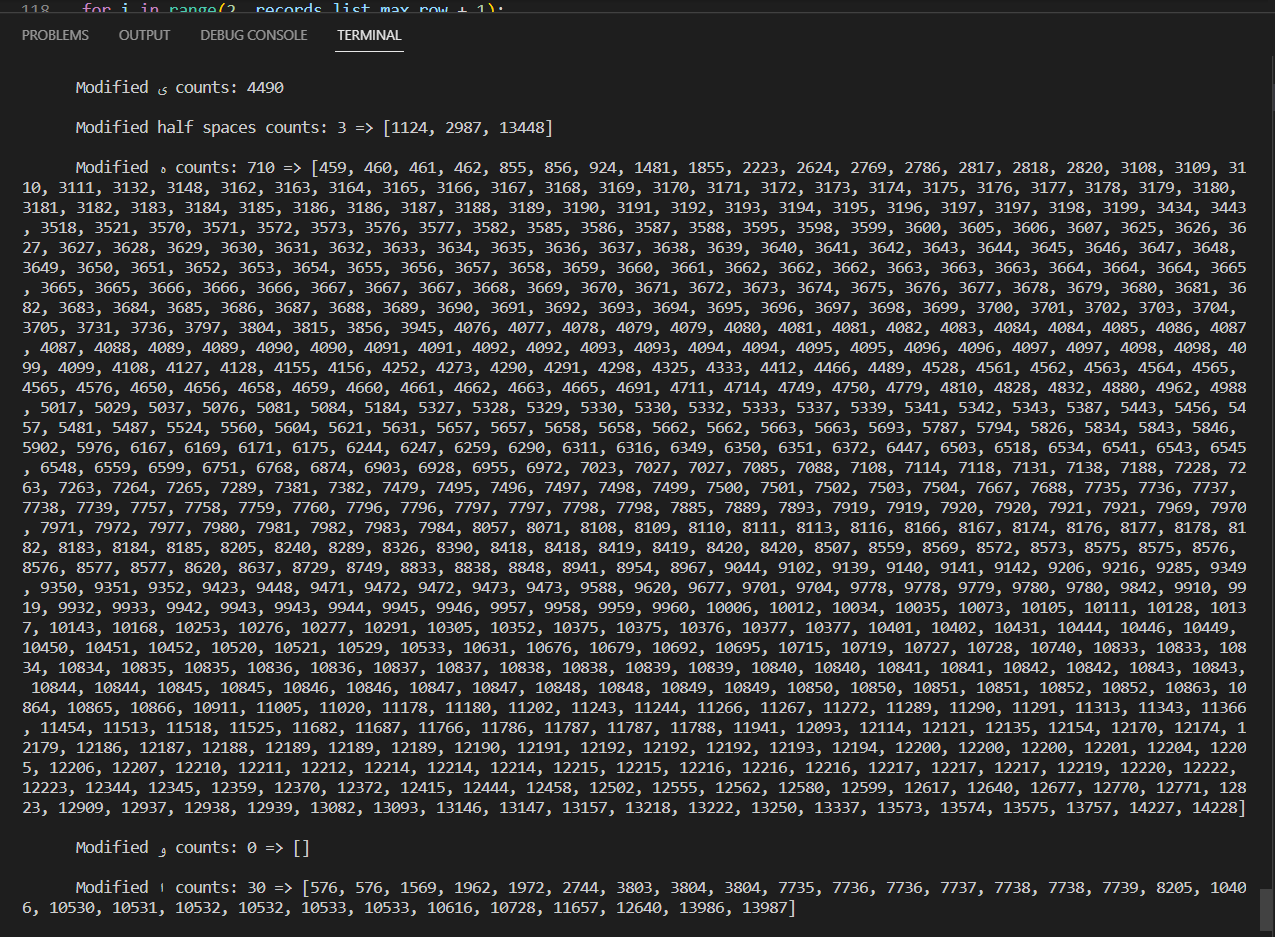 118 for i in range(2, records_list.max_row + 1):
PROBLEMS OUTPUT DEBUG CONSOLE TERMINAL
Modified ی counts: 4490
Modified half spaces counts: 3 => [1124, 2987, 13448]
Modified ه counts: 710 => [459, 460, 461, 462, 855, 856, 924, 1481, 1855, 2223, 2624, 2769, 2786, 2817, 2818, 2820, 3108, 3109, 31
10, 3111, 3132, 3148, 3162, 3163, 3164, 3165, 3166, 3167, 3168, 3169, 3170, 3171, 3172, 3173, 3174, 3175, 3176, 3177, 3178, 3179, 3180,
3181, 3182, 3183, 3184, 3185, 3186, 3186, 3187, 3188, 3189, 3190, 3191, 3192, 3193, 3194, 3195, 3196, 3197, 3197, 3198, 3199, 3434, 3443
, 3518, 3521, 3570, 3571, 3572, 3573, 3576, 3577, 3582, 3585, 3586, 3587, 3588, 3595, 3598, 3599, 3600, 3605, 3606, 3607, 3625, 3626, 36
27, 3627, 3628, 3629, 3630, 3631, 3632, 3633, 3634, 3635, 3636, 3637, 3638, 3639, 3640, 3641, 3642, 3643, 3644, 3645, 3646, 3647, 3648,
3649, 3650, 3651, 3652, 3653, 3654, 3655, 3656, 3657, 3658, 3659, 3660, 3661, 3662, 3662, 3662, 3663, 3663, 3663, 3664, 3664, 3664, 3665
, 3665, 3665, 3666, 3666, 3666, 3667, 3667, 3667, 3668, 3669, 3670, 3671, 3672, 3673, 3674, 3675, 3676, 3677, 3678, 3679, 3680, 3681, 36
82, 3683, 3684, 3685, 3686, 3687, 3688, 3689, 3690, 3691, 3692, 3693, 3694, 3695, 3696, 3697, 3698, 3699, 3700, 3701, 3702, 3703, 3704,
3705, 3731, 3736, 3797, 3804, 3815, 3856, 3945, 4076, 4077, 4078, 4079, 4079, 4080, 4081, 4081, 4082, 4083, 4084, 4084, 4085, 4086, 4087
, 4087, 4088, 4089, 4089, 4090, 4090, 4091, 4091, 4092, 4092, 4093, 4093, 4094, 4094, 4095, 4095, 4096, 4096, 4097, 4097, 4098, 4098, 40
99, 4099, 4108, 4127, 4128, 4155, 4156, 4252, 4273, 4290, 4291, 4298, 4325, 4333, 4412, 4466, 4489, 4528, 4561, 4562, 4563, 4564, 4565,
4565, 4576, 4650, 4656, 4658, 4659, 4660, 4661, 4662, 4663, 4665, 4691, 4711, 4714, 4749, 4750, 4779, 4810, 4828, 4832, 4880, 4962, 4988
, 5017, 5029, 5037, 5076, 5081, 5084, 5184, 5327, 5328, 5329, 5330, 5330, 5332, 5333, 5337, 5339, 5341, 5342, 5343, 5387, 5443, 5456, 54
57, 5481, 5487, 5524, 5560, 5604, 5621, 5631, 5657, 5657, 5658, 5658, 5662, 5662, 5663, 5663, 5693, 5787, 5794, 5826, 5834, 5843, 5846,
5902, 5976, 6167, 6169, 6171, 6175, 6244, 6247, 6259, 6290, 6311, 6316, 6349, 6350, 6351, 6372, 6447, 6503, 6518, 6534, 6541, 6543, 6545
, 6548, 6559, 6599, 6751, 6768, 6874, 6903, 6928, 6955, 6972, 7023, 7027, 7027, 7085, 7088, 7108, 7114, 7118, 7131, 7138, 7188, 7228, 72
63, 7263, 7264, 7265, 7289, 7381, 7382, 7479, 7495, 7496, 7497, 7498, 7499, 7500, 7501, 7502, 7503, 7504, 7667, 7688, 7735, 7736, 7737,
7738, 7739, 7757, 7758, 7759, 7760, 7796, 7796, 7797, 7797, 7798, 7798, 7885, 7889, 7893, 7919, 7919, 7920, 7920, 7921, 7921, 7969, 7970
, 7971, 7972, 7977, 7980, 7981, 7982, 7983, 7984, 8057, 8071, 8108, 8109, 8110, 8111, 8113, 8116, 8166, 8167, 8174, 8176, 8177, 8178, 81
82, 8183, 8184, 8185, 8205, 8240, 8289, 8326, 8390, 8418, 8418, 8419, 8419, 8420, 8420, 8507, 8559, 8569, 8572, 8573, 8575, 8575, 8576,
8576, 8577, 8577, 8620, 8637, 8729, 8749, 8833, 8838, 8848, 8941, 8954, 8967, 9044, 9102, 9139, 9140, 9141, 9142, 9206, 9216, 9285, 9349
, 9350, 9351, 9352, 9423, 9448, 9471, 9472, 9472, 9473, 9473, 9588, 9620, 9677, 9701, 9704, 9778, 9778, 9779, 9780, 9780, 9842, 9910, 99
19, 9932, 9933, 9942, 9943, 9943, 9944, 9945, 9946, 9957, 9958, 9959, 9960, 10006, 10012, 10034, 10035, 10073, 10105, 10111, 10128, 1013
7, 10143, 10168, 10253, 10276, 10277, 10291, 10305, 10352, 10375, 10375, 10376, 10377, 10377, 10401, 10402, 10431, 10444, 10446, 10449,
10450, 10451, 10452, 10520, 10521, 10529, 10533, 10631, 10676, 10679, 10692, 10695, 10715, 10719, 10727, 10728, 10740, 10833, 10833, 108
34, 10834, 10835, 10835, 10836, 10836, 10837, 10837, 10838, 10838, 10839, 10839, 10840, 10840, 10841, 10841, 10842, 10842, 10843, 10843,
10844, 10844, 10845, 10845, 10846, 10846, 10847, 10847, 10848, 10848, 10849, 10849, 10850, 10850, 10851, 10851, 10852, 10852, 10863, 10
864, 10865, 10866, 10911, 11005, 11020, 11178, 11180, 11202, 11243, 11244, 11266, 11267, 11272, 11289, 11290, 11291, 11313, 11343, 11366
, 11454, 11513, 11518, 11525, 11682, 11687, 11766, 11786, 11787, 11787, 11788, 11941, 12093, 12114, 12121, 12135, 12154, 12170, 12174, 1
2179, 12186, 12187, 12188, 12189, 12189, 12189, 12190, 12191, 12192, 12192, 12192, 12193, 12194, 12200, 12200, 12200, 12201, 12204, 1220
5, 12206, 12207, 12210, 12211, 12212, 12214, 12214, 12214, 12215, 12215, 12216, 12216, 12216, 12217, 12217, 12217, 12219, 12220, 12222,
12223, 12344, 12345, 12359, 12370, 12372, 12415, 12444, 12458, 12502, 12555, 12562, 12580, 12599, 12617, 12640, 12677, 12770, 12771, 128
23, 12909, 12937, 12938, 12939, 13082, 13093, 13146, 13147, 13157, 13218, 13222, 13250, 13337, 13573, 13574, 13575, 13757, 14227, 14228]
Modified و counts: 0 => []
Modified ا counts: 30 => [576, 576, 1569, 1962, 1972, 2744, 3803, 3804, 3804, 7735, 7736, 7736, 7737, 7738, 7738, 7739, 8205, 1040
6, 10530, 10531, 10532, 10532, 10533, 10533, 10616, 10728, 11657, 12640, 13986, 13987]